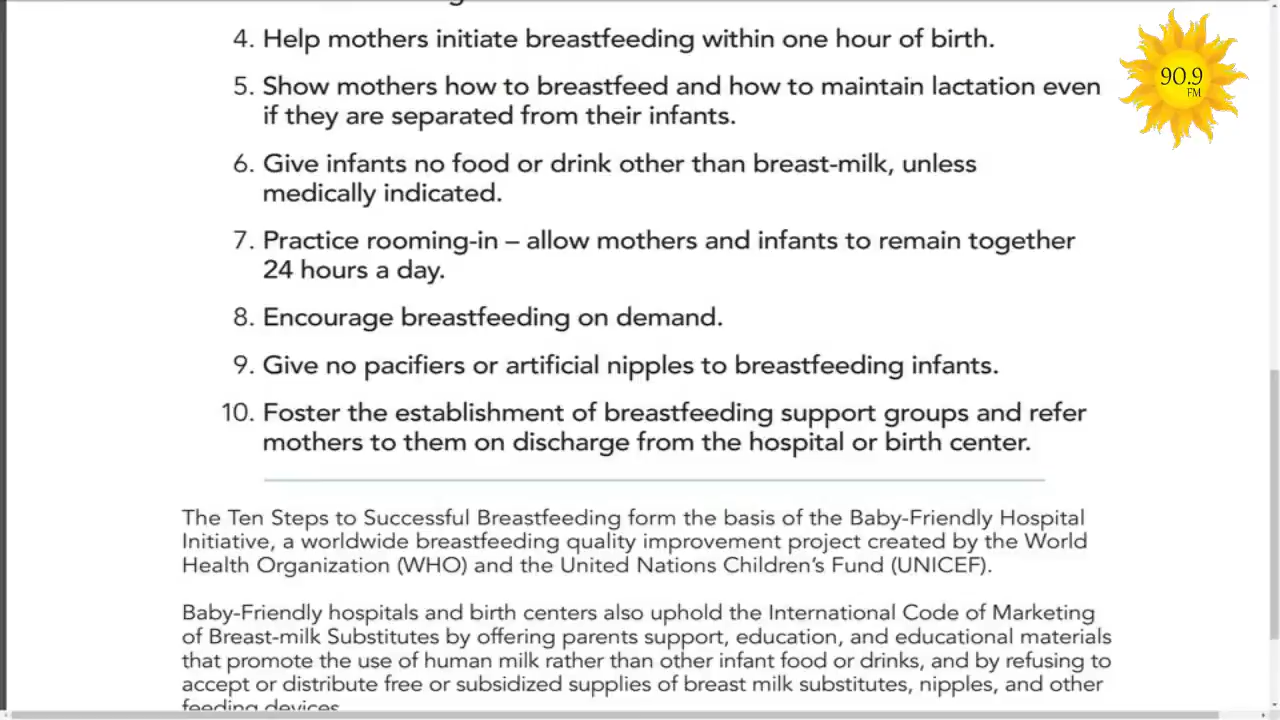 4. Help mothers initiate breastfeeding within one hour of birth.
5. Show mothers how to breastfeed and how to maintain lactation even
if they are separated from their infants.
6. Give infants no food or drink other than breast-milk, unless
medically indicated.
7. Practice rooming-in – allow mothers and infants to remain together
24 hours a day.
8. Encourage breastfeeding on demand.
9. Give no pacifiers or artificial nipples to breastfeeding infants.
10. Foster the establishment of breastfeeding support groups and refer
mothers to them on discharge from the hospital or birth center.
The Ten Steps to Successful Breastfeeding form the basis of the Baby-Friendly Hospital
Initiative, a worldwide breastfeeding quality improvement project created by the World
Health Organization (WHO) and the United Nations Children’s Fund (UNICEF).
Baby-Friendly hospitals and birth centers also uphold the International Code of Marketing
of Breast-milk Substitutes by offering parents support, education, and educational materials
that promote the use of human milk rather than other infant food or drinks, and by refusing to
accept or distribute free or subsidized supplies of breast milk substitutes, nipples, and other
feeding devices
90.9
FM